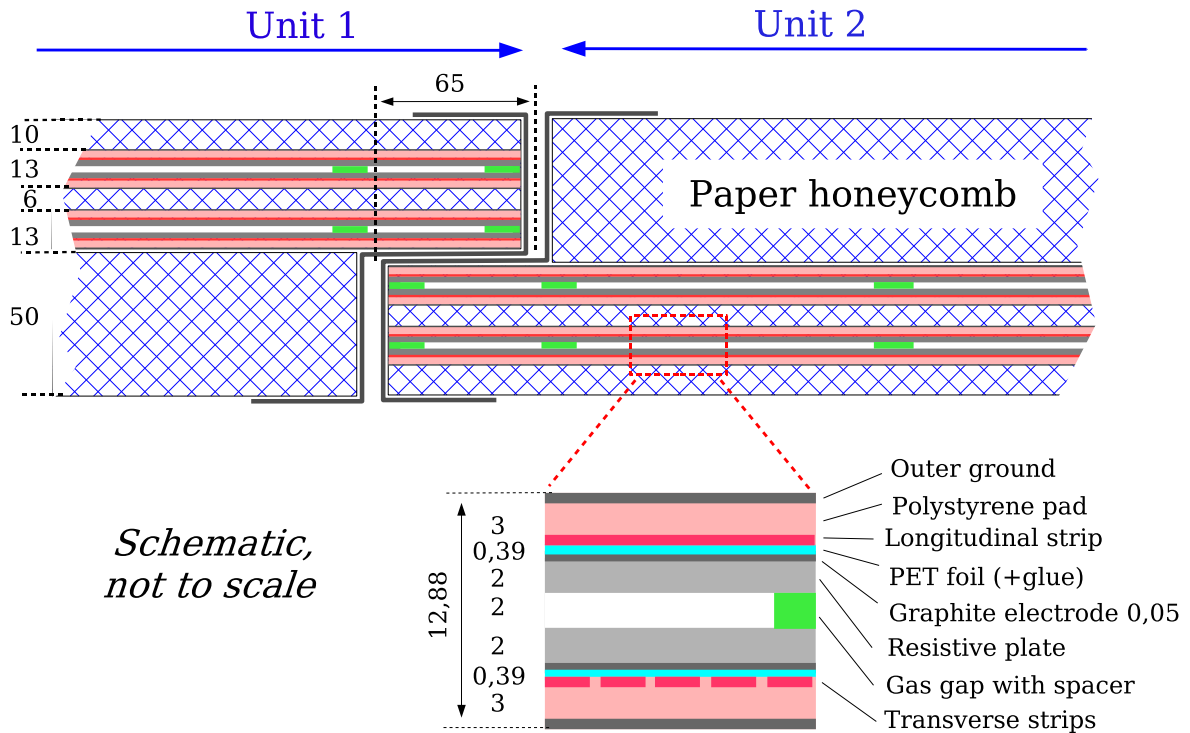 Unit 1
Unit 2
65
10
13
6
13
50
Paper honeycomb
Schematic,
not to scale
12,88
3
0,39
2
2
2
0,39
3
Outer ground
Polystyrene pad
Longitudinal strip
PET foil (+glue)
Graphite electrode 0,05
Resistive plate
Gas gap with spacer
Transverse strips